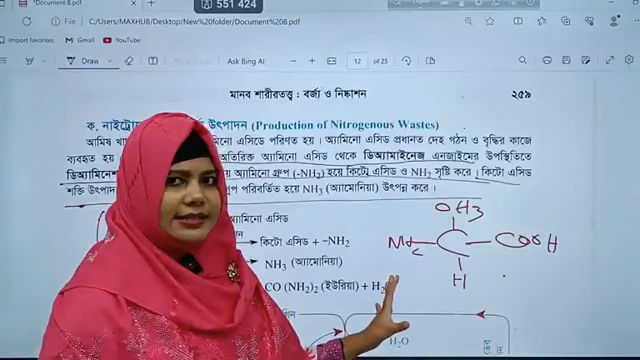 *Document 8.pdf
551 424
File
C:/Users/MAXHUB/Desktop/New%20folder/Document%208.pdf
C:/Users/
Import favorites
Gmail
YouTube
Favorites
Draw
Ask Bing AI
12
of 25
মানব শারীরতত্ত্ব : বর্জ্য ও নিষ্কাশন
২৫৯
ক. নাইট্রো
উৎপাদন (Production of Nitrogenous Wastes)
আমিষ
মিনো এসিডে পরিণত হয় । অ্যামিনো এসিড প্রধানত দেহ গঠন ও বৃদ্ধির কাজে
ব্যবহৃত হয়
অতিরিক্ত অ্যামিনো এসিড থেকে ডিঅ্যামাইনেজ এনজাইমের উপস্থিতিতে
ডিঅ্যামিনেশ
অ্যামিনো গ্রুপ (-NH2) হয়ে কিটো এসিড ও NH2 সৃষ্টি করে । কিটো এসিড
শক্তি উৎপাদ
গ্রুপ পরিবর্তিত হয়ে NH3 (অ্যামোনিয়া) উৎপন্ন করে ।
অ্যামিনো এসিড
কিটো এসিড + -NH2
NH3 (অ্যামোনিয়া)
CO (NH2)2 (ইউরিয়া) + H2
C
COOH
H
H2O